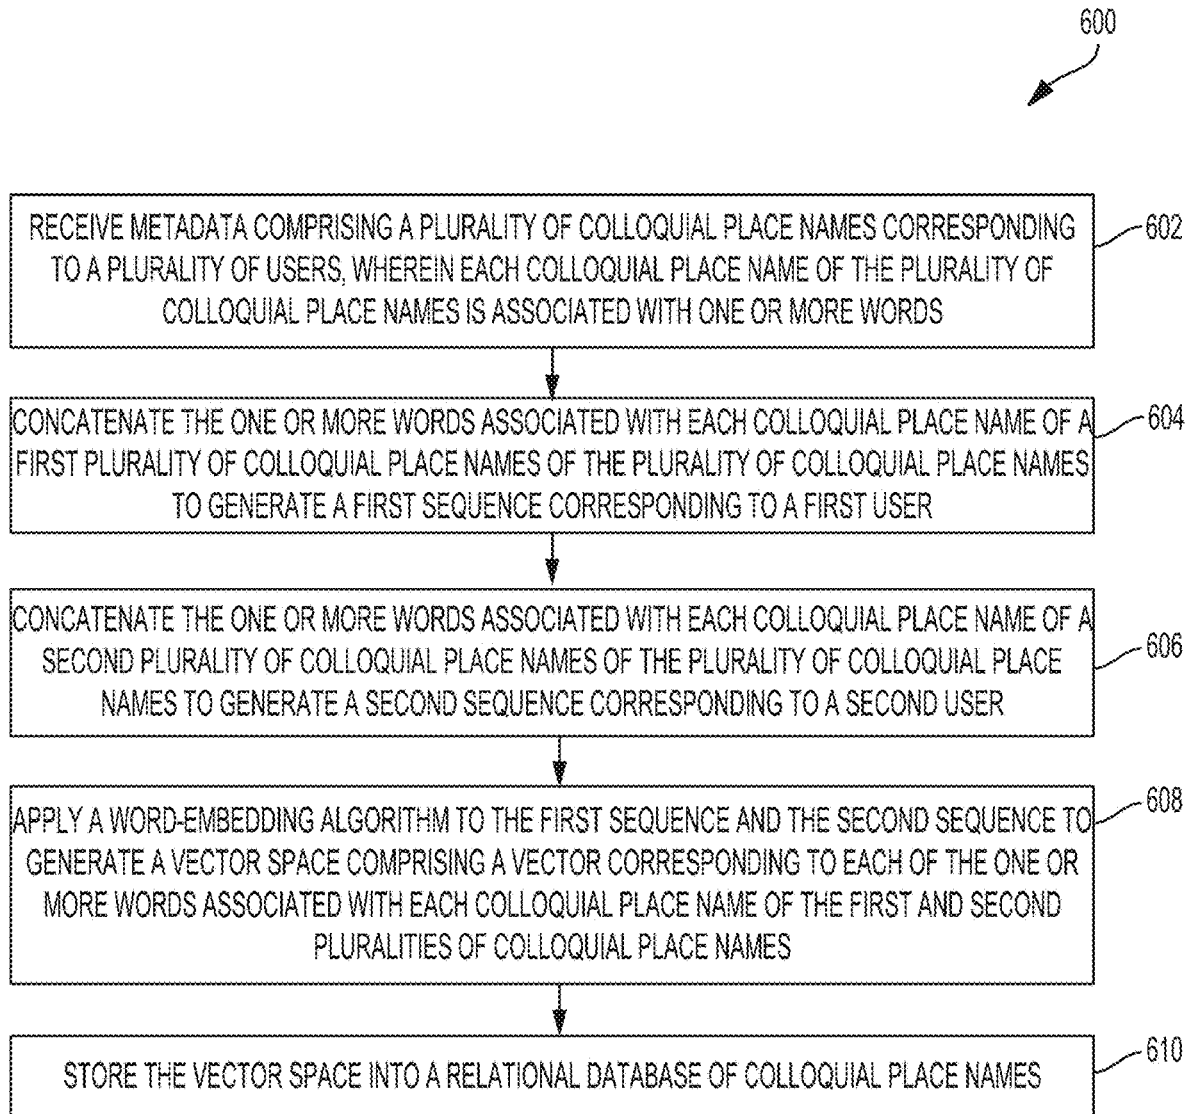 600
RECEIVE METADATA COMPRISING A PLURALITY OF COLLOQUIAL PLACE NAMES CORRESPONDING
TO A PLURALITY OF USERS, WHEREIN EACH COLLOQUIAL PLACE NAME OF THE PLURALITY OF
COLLOQUIAL PLACE NAMES IS ASSOCIATED WITH ONE OR MORE WORDS
602
CONCATENATE THE ONE OR MORE WORDS ASSOCIATED WITH EACH COLLOQUIAL PLACE NAME OF A
FIRST PLURALITY OF COLLOQUIAL PLACE NAMES OF THE PLURALITY OF COLLOQUIAL PLACE NAMES
TO GENERATE A FIRST SEQUENCE CORRESPONDING TO A FIRST USER
604
CONCATENATE THE ONE OR MORE WORDS ASSOCIATED WITH EACH COLLOQUIAL PLACE NAME OF A
SECOND PLURALITY OF COLLOQUIAL PLACE NAMES OF THE PLURALITY OF COLLOQUIAL PLACE
NAMES TO GENERATE A SECOND SEQUENCE CORRESPONDING TO A SECOND USER
606
APPLY A WORD-EMBEDDING ALGORITHM TO THE FIRST SEQUENCE AND THE SECOND SEQUENCE TO
GENERATE A VECTOR SPACE COMPRISING A VECTOR CORRESPONDING TO EACH OF THE ONE OR
MORE WORDS ASSOCIATED WITH EACH COLLOQUIAL PLACE NAME OF THE FIRST AND SECOND
PLURALITIES OF COLLOQUIAL PLACE NAMES
608
STORE THE VECTOR SPACE INTO A RELATIONAL DATABASE OF COLLOQUIAL PLACE NAMES
610